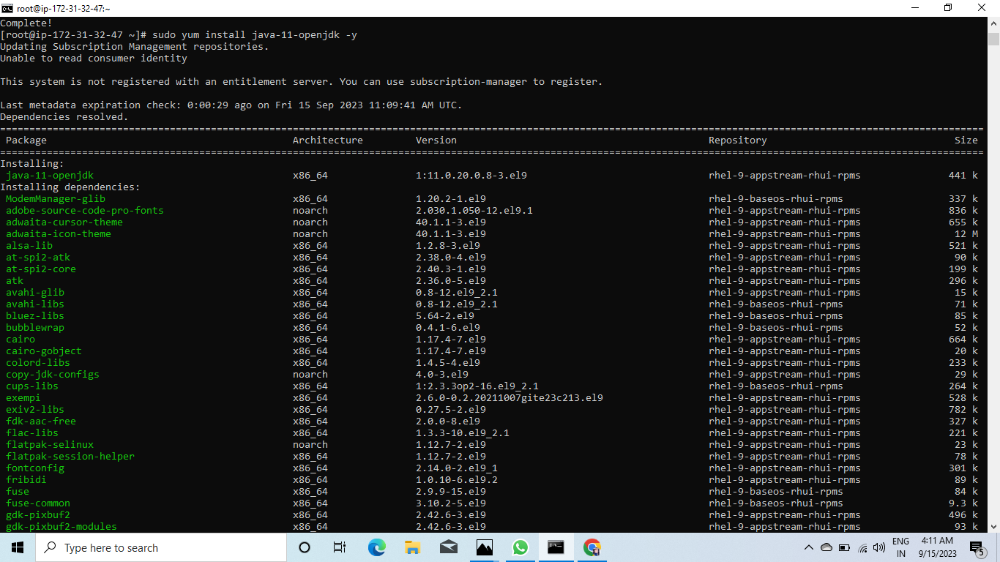 root@ip-172-31-32-47:~
Complete!
[root@ip-172-31-32-47 ~]# sudo yum install java-11-openjdk -y
Updating Subscription Management repositories.
Unable to read consumer identity
This system is not registered with an entitlement server. You can use subscription-manager to register.
Last metadata expiration check: 0:00:29 ago on Fri 15 Sep 2023 11:09:41 AM UTC.
Dependencies resolved.
Package Architecture Version Repository Size
Installing:
java-11-openjdk x86_64 1:11.0.20.0.8-3.el9 rhel-9-appstream-rhui-rpms 441 k
Installing dependencies:
ModemManager-glib x86_64 1.20.2-1.el9 rhel-9-baseos-rhui-rpms 337 k
adobe-source-code-pro-fonts noarch 2.030.1.050-12.el9.1 rhel-9-appstream-rhui-rpms 836 k
adwaita-cursor-theme noarch 40.1.1-3.el9 rhel-9-appstream-rhui-rpms 655 k
adwaita-icon-theme noarch 40.1.1-3.el9 rhel-9-appstream-rhui-rpms 12 M
alsa-lib x86_64 1.2.8-3.el9 rhel-9-appstream-rhui-rpms 521 k
at-spi2-atk x86_64 2.38.0-4.el9 rhel-9-appstream-rhui-rpms 90 k
at-spi2-core x86_64 2.40.3-1.el9 rhel-9-appstream-rhui-rpms 199 k
atk x86_64 2.36.0-5.el9 rhel-9-appstream-rhui-rpms 296 k
avahi-glib x86_64 0.8-12.el9_2.1 rhel-9-appstream-rhui-rpms 15 k
avahi-libs x86_64 0.8-12.el9_2.1 rhel-9-baseos-rhui-rpms 71 k
bluez-libs x86_64 5.64-2.el9 rhel-9-baseos-rhui-rpms 85 k
bubblewrap x86_64 0.4.1-6.el9 rhel-9-baseos-rhui-rpms 52 k
cairo x86_64 1.17.4-7.el9 rhel-9-appstream-rhui-rpms 664 k
cairo-gobject x86_64 1.17.4-7.el9 rhel-9-appstream-rhui-rpms 20 k
colord-libs x86_64 1.4.5-4.el9 rhel-9-appstream-rhui-rpms 233 k
copy-jdk-configs noarch 4.0-3.el9 rhel-9-appstream-rhui-rpms 29 k
cups-libs x86_64 1:2.3.3op2-16.el9_2.1 rhel-9-baseos-rhui-rpms 264 k
exempi x86_64 2.6.0-0.2.20211007gite23c213.el9 rhel-9-appstream-rhui-rpms 528 k
exiv2-libs x86_64 0.27.5-2.el9 rhel-9-appstream-rhui-rpms 782 k
fdk-aac-free x86_64 2.0.0-8.el9 rhel-9-appstream-rhui-rpms 327 k
flac-libs x86_64 1.3.3-10.el9_2.1 rhel-9-appstream-rhui-rpms 221 k
flatpak-selinux noarch 1.12.7-2.el9 rhel-9-appstream-rhui-rpms 23 k
flatpak-session-helper x86_64 1.12.7-2.el9 rhel-9-appstream-rhui-rpms 78 k
fontconfig x86_64 2.14.0-2.el9_1 rhel-9-appstream-rhui-rpms 301 k
fribidi x86_64 1.0.10-6.el9.2 rhel-9-appstream-rhui-rpms 89 k
fuse x86_64 2.9.9-15.el9 rhel-9-baseos-rhui-rpms 84 k
fuse-common x86_64 3.10.2-5.el9 rhel-9-baseos-rhui-rpms 9.3 k
gdk-pixbuf2 x86_64 2.42.6-3.el9 rhel-9-appstream-rhui-rpms 496 k
gdk-pixbuf2-modules x86_64 2.42.6-3.el9 rhel-9-appstream-rhui-rpms 93 k
Type here to search
ENG
IN
4:11 AM
9/15/2023
5